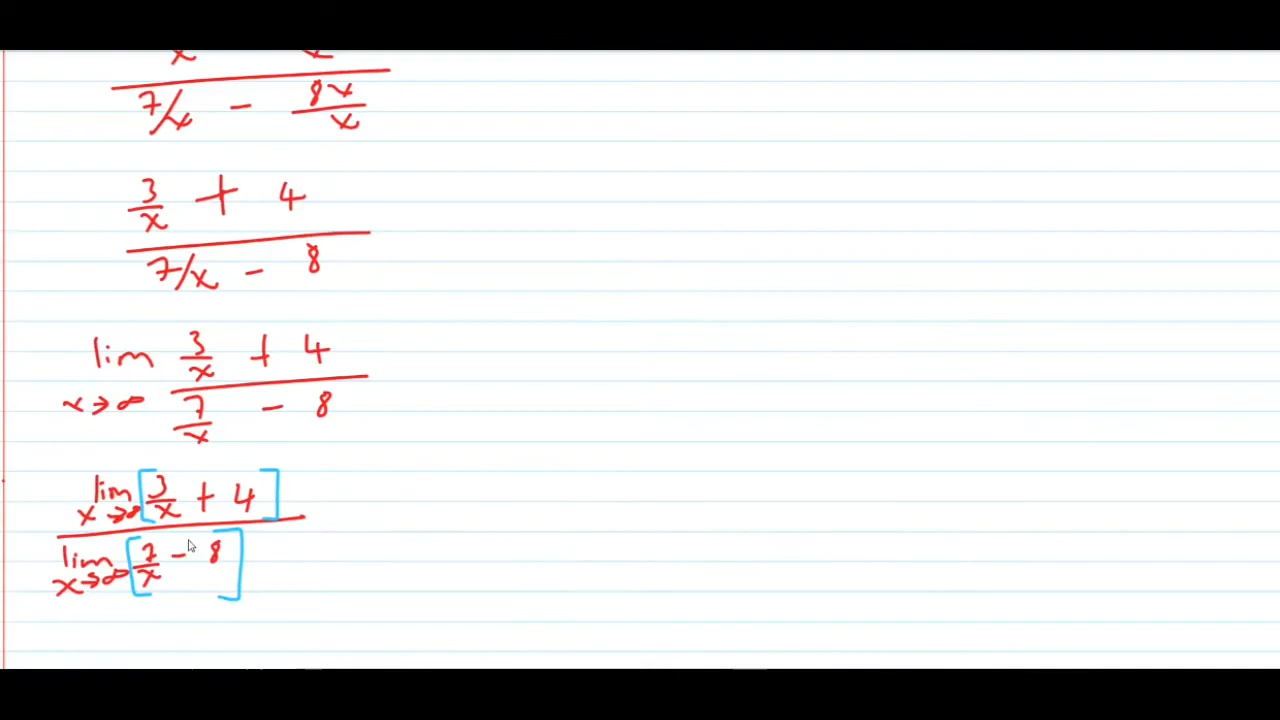 x x
7/x - 8x
x
3 + 4
x
7/x - 8
lim 3 + 4
x
x→∞ 7 - 8
x
lim [3 + 4]
x→∞ x
lim [7 - 8]
x→∞ x